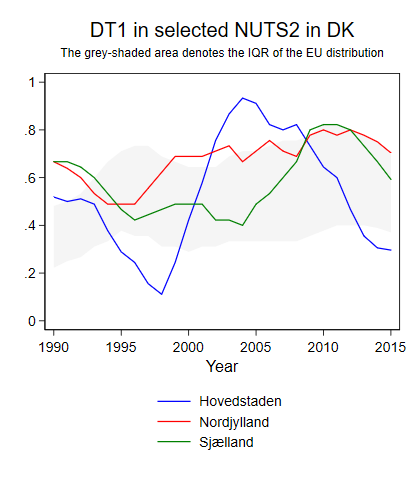 DT1 in selected NUTS2 in DK
The grey-shaded area denotes the IQR of the EU distribution
1
.8
.6
.4
.2
0
1990 1995 2000 2005 2010 2015
Year
Hovedstaden
Nordjylland
Sjælland